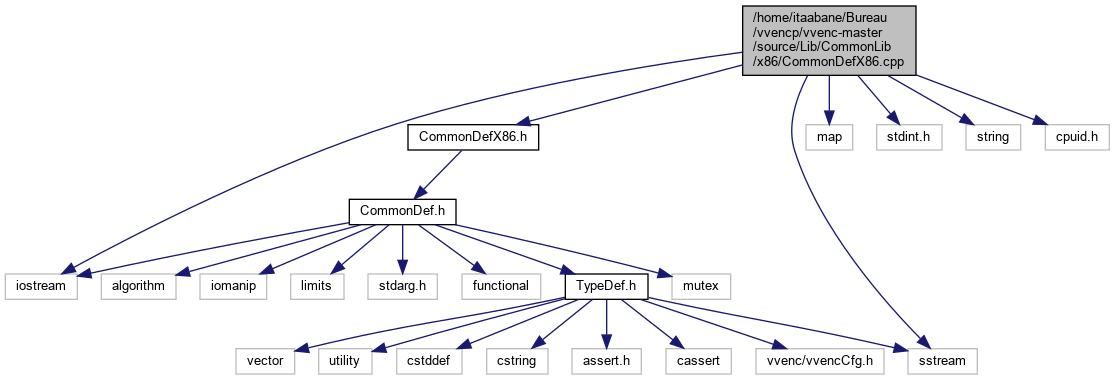 /home/itaabane/Bureau
/vvencp/vvenc-master
/source/Lib/CommonLib
/x86/CommonDefX86.cpp
CommonDefX86.h
map
stdint.h
string
cpuid.h
CommonDef.h
iostream
algorithm
iomanip
limits
stdarg.h
functional
TypeDef.h
mutex
vector
utility
cstddef
cstring
assert.h
cassert
vvenc/vvencCfg.h
sstream